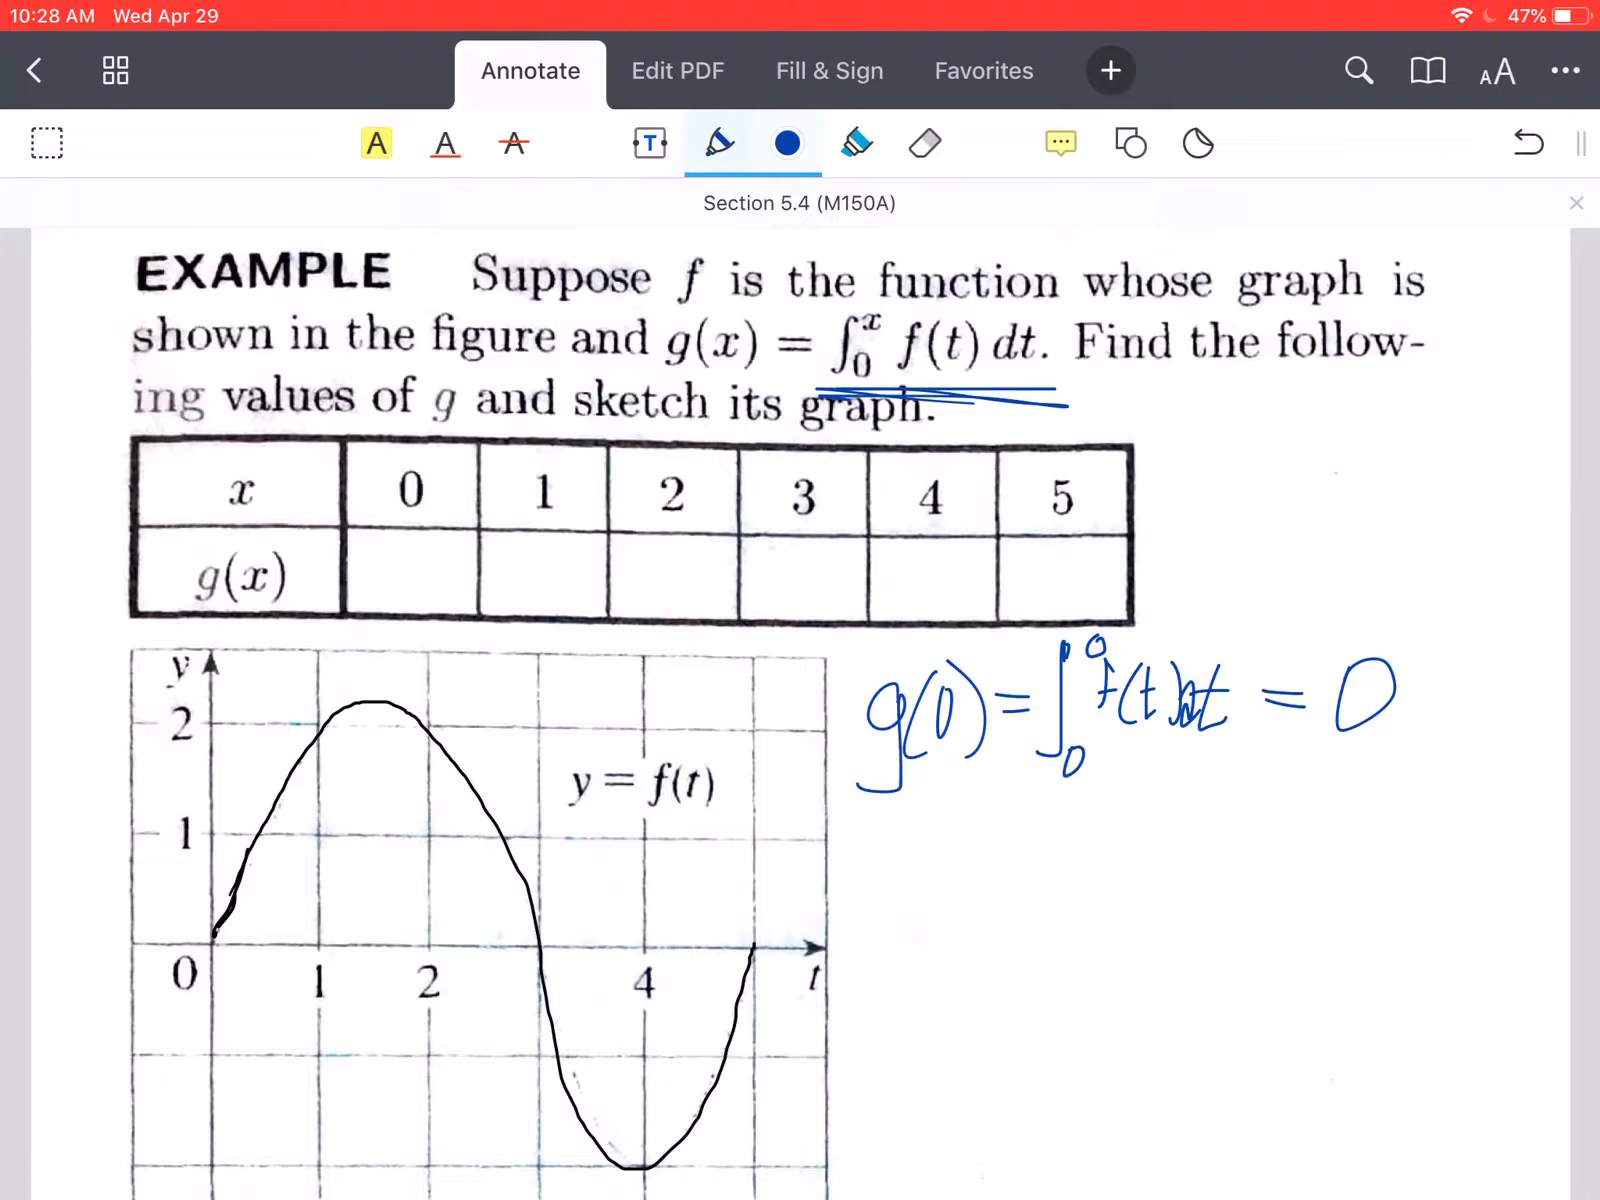 10:28 AM Wed Apr 29 47%
Annotate Edit PDF Fill & Sign Favorites +
A A A T AA
Section 5.4 (M150A)
EXAMPLE Suppose f is the function whose graph is
shown in the figure and g(x) = ∫₀ˣ f(t) dt. Find the follow-
ing values of g and sketch its graph.
x 0 1 2 3 4 5
g(x)
g(0) = ∫₀⁰ f(t) dt = 0
y
2
y = f(t)
1
0 1 2 4 t